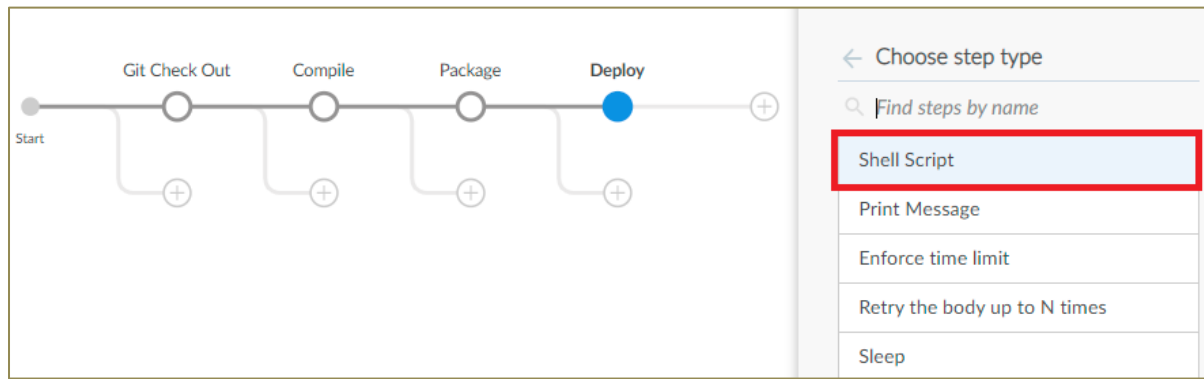 Git Check Out
Compile
Package
Deploy
Start
Choose step type
Find steps by name
Shell Script
Print Message
Enforce time limit
Retry the body up to N times
Sleep